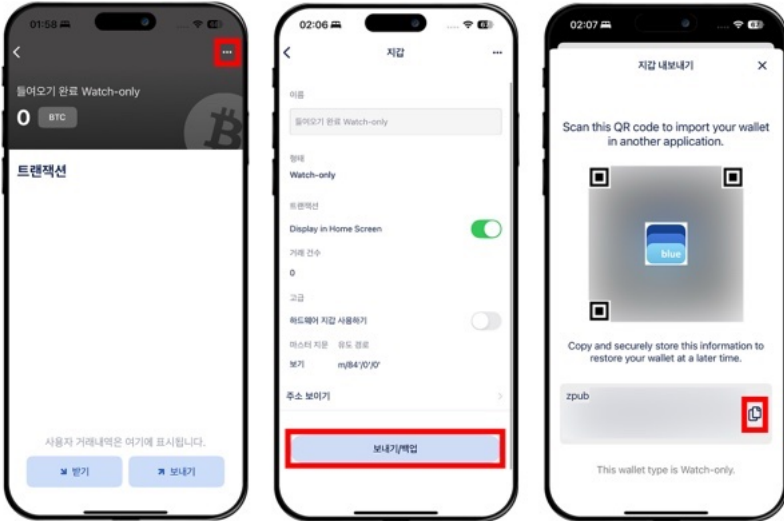 01:58
들여오기 완료 Watch-only
0 BTC
트랜잭션
사용자 거래내역은 여기에 표시됩니다.
받기
보내기
02:06
지갑
이름
들여오기 완료 Watch-only
형태
Watch-only
트랜잭션
Display in Home Screen
거래 건수
0
고급
하드웨어 지갑 사용하기
마스터 지문 유도 경로
보기 m/84'/0'/0'
주소 보이기
보내기/백업
02:07
지갑 내보내기
Scan this QR code to import your wallet
in another application.
blue
Copy and securely store this information to
restore your wallet at a later time.
zpub
This wallet type is Watch-only.